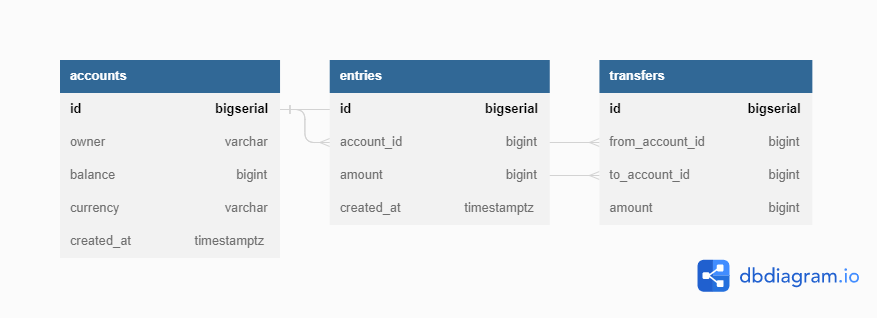 accounts
id bigserial
owner varchar
balance bigint
currency varchar
created_at timestamptz
entries
id bigserial
account_id bigint
amount bigint
created_at timestamptz
transfers
id bigserial
from_account_id bigint
to_account_id bigint
amount bigint
dbdiagram.io